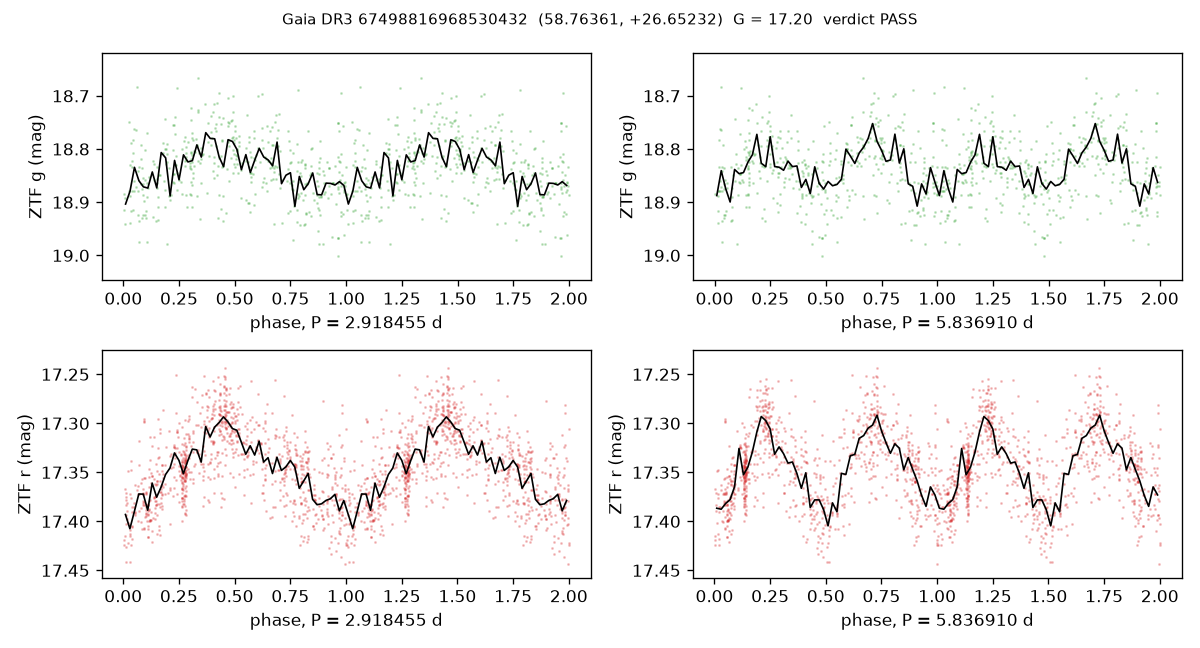 Gaia DR3 67498816968530432 (58.76361, +26.65232) G = 17.20 verdict PASS
ZTF g (mag)
18.7
18.8
18.9
19.0
0.00 0.25 0.50 0.75 1.00 1.25 1.50 1.75 2.00
phase, P = 2.918455 d
ZTF g (mag)
18.7
18.8
18.9
19.0
0.00 0.25 0.50 0.75 1.00 1.25 1.50 1.75 2.00
phase, P = 5.836910 d
ZTF r (mag)
17.25
17.30
17.35
17.40
17.45
0.00 0.25 0.50 0.75 1.00 1.25 1.50 1.75 2.00
phase, P = 2.918455 d
ZTF r (mag)
17.25
17.30
17.35
17.40
17.45
0.00 0.25 0.50 0.75 1.00 1.25 1.50 1.75 2.00
phase, P = 5.836910 d